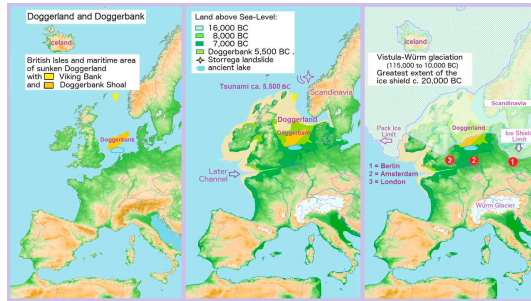 Doggerland and Doggerbank
Iceland
British Isles and maritime area
of sunken Doggerland
with Viking Bank
and Doggerbank Shoal
Doggerbank
Land above Sea-Level:
16,000 BC
8,000 BC
7,000 BC
Doggerbank 5,500 BC .
Storrega landslide
ancient lake
Tsunami ca. 5,500 BC
Scandinavia
Doggerland
Doggerbank
Later
Channel
Iceland
Vistula-Würm glaciation
(115,000 to 10,000 BC)
Greatest extent of the
ice shield c. 20,000 BC
Scandinavia
Pack Ice
Limit
Doggerland
Ice Shield
Limit
1 = Berlin
2 = Amsterdam
3 = London
3
2
1
Würm Glacier